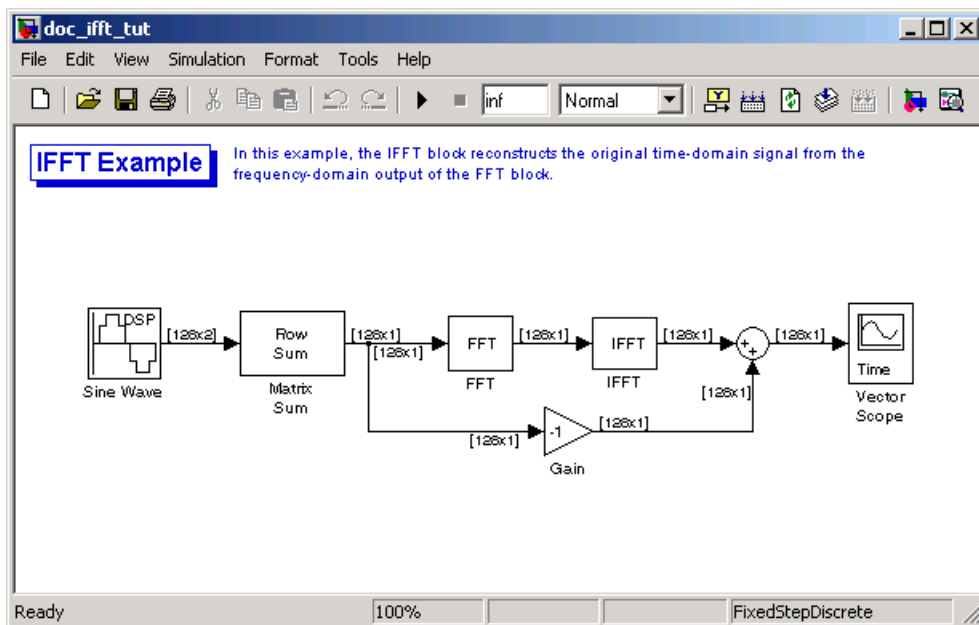 doc_ifft_tut
File Edit View Simulation Format Tools Help
inf Normal
IFFT Example
In this example, the IFFT block reconstructs the original time-domain signal from the
frequency-domain output of the FFT block.
DSP
[128x2]
Sine Wave
Row
Sum
Matrix
Sum
[128x1]
[128x1]
FFT
FFT
[128x1]
IFFT
IFFT
[128x1]
[128x1]
[128x1]
Time
Vector
Scope
[128x1]
-1
Gain
[128x1]
Ready 100% FixedStepDiscrete